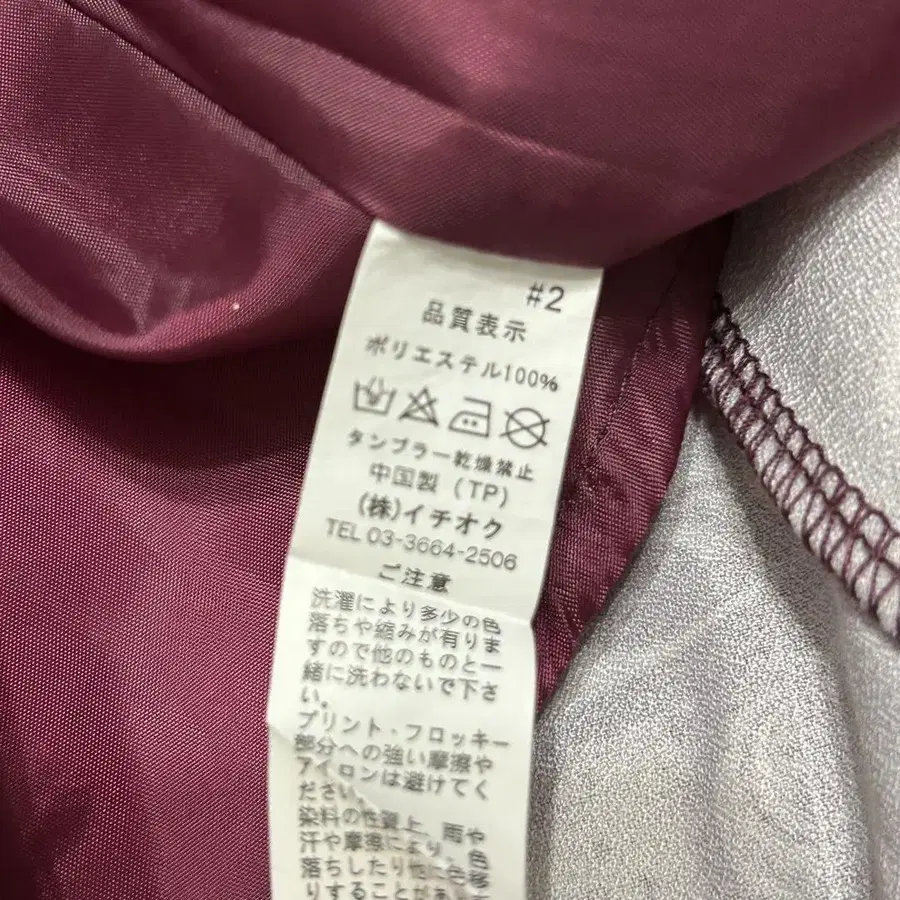 #2
品質表示
ポリエステル100%
タンブラー乾燥禁止
中国製（TP）
(株)イチオク
TEL 03-3664-2506
ご注意
洗濯により多少の色
落ちや縮みが有りま
すので他のものと一
緒に洗わないで下さ
い。
プリント・フロッキー
部分への強い摩擦や
アイロンは避けてく
ださい。
染料の性質上、雨や
汗や摩擦により、色
落ちしたり他に色移
りすることがあ